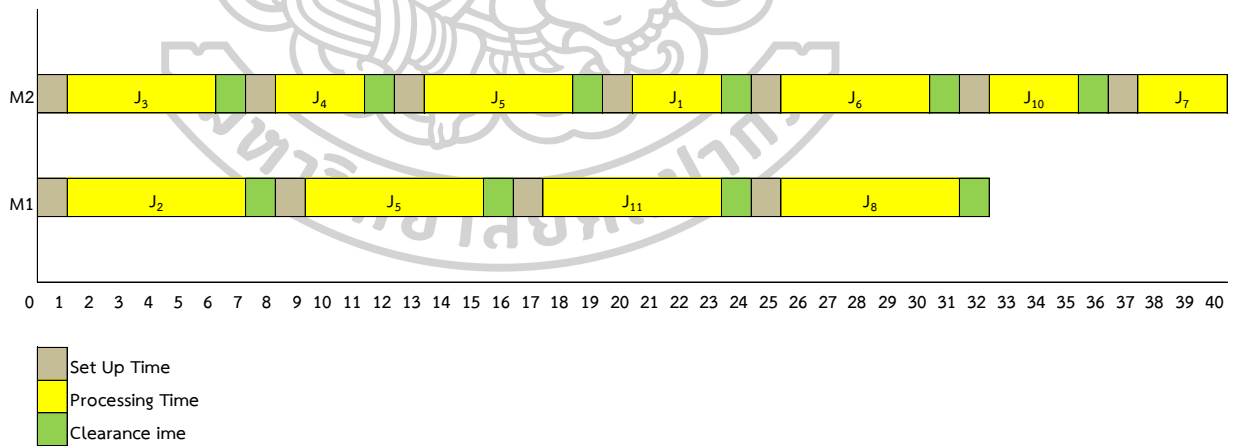 M2 J3 J4 J5 J1 J6 J10 J7
M1 J2 J5 J11 J8
0 1 2 3 4 5 6 7 8 9 10 11 12 13 14 15 16 17 18 19 20 21 22 23 24 25 26 27 28 29 30 31 32 33 34 35 36 37 38 39 40
Set Up Time
Processing Time
Clearance ime